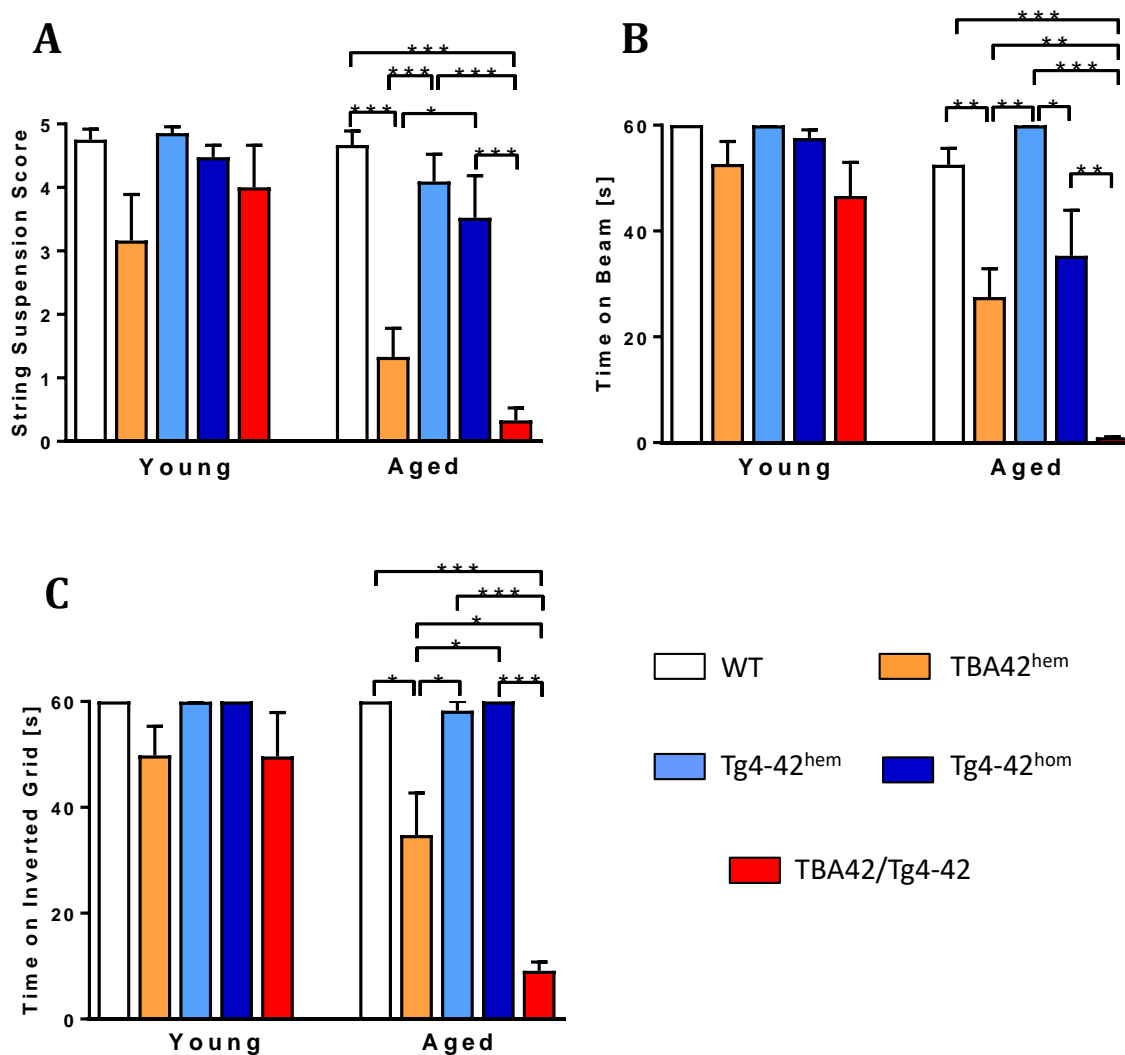 A
***
*** ***
*** *
***
String Suspension Score
5
4
3
2
1
0
Young Aged
B
***
**
***
** ** *
**
Time on Beam [s]
60
40
20
0
Young Aged
C
***
***
*
*
* * ***
Time on Inverted Grid [s]
60
40
20
0
Young Aged
WT
TBA42hem
Tg4-42hem
Tg4-42hom
TBA42/Tg4-42